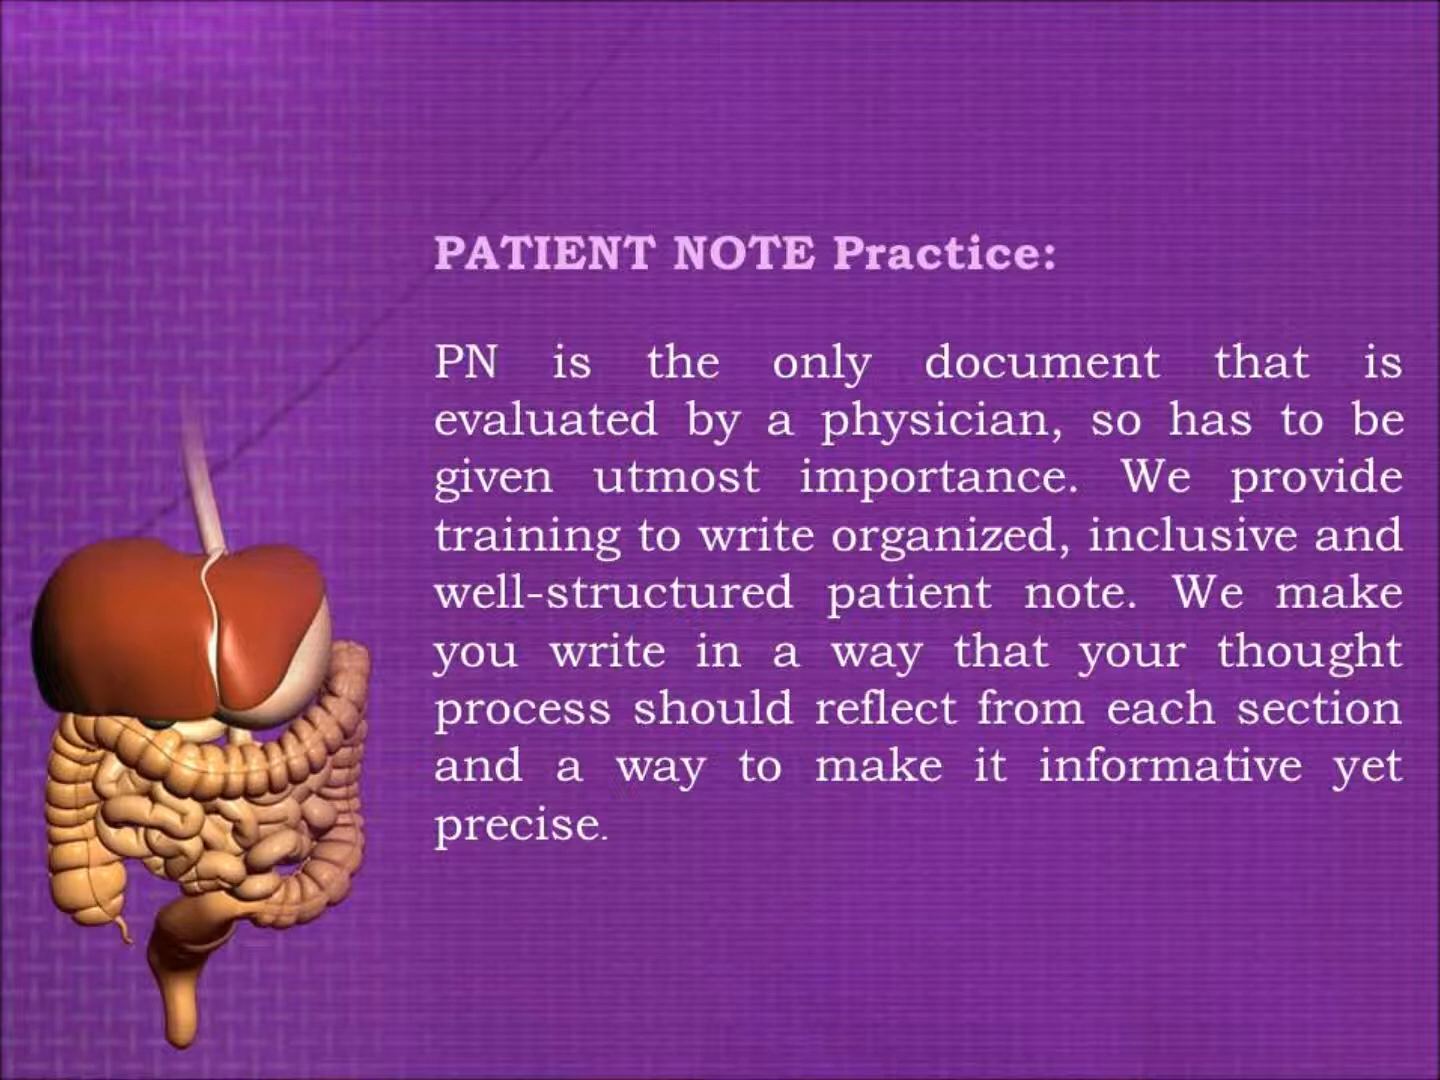 PATIENT NOTE Practice:
PN is the only document that is
evaluated by a physician, so has to be
given utmost importance. We provide
training to write organized, inclusive and
well-structured patient note. We make
you write in a way that your thought
process should reflect from each section
and a way to make it informative yet
precise.